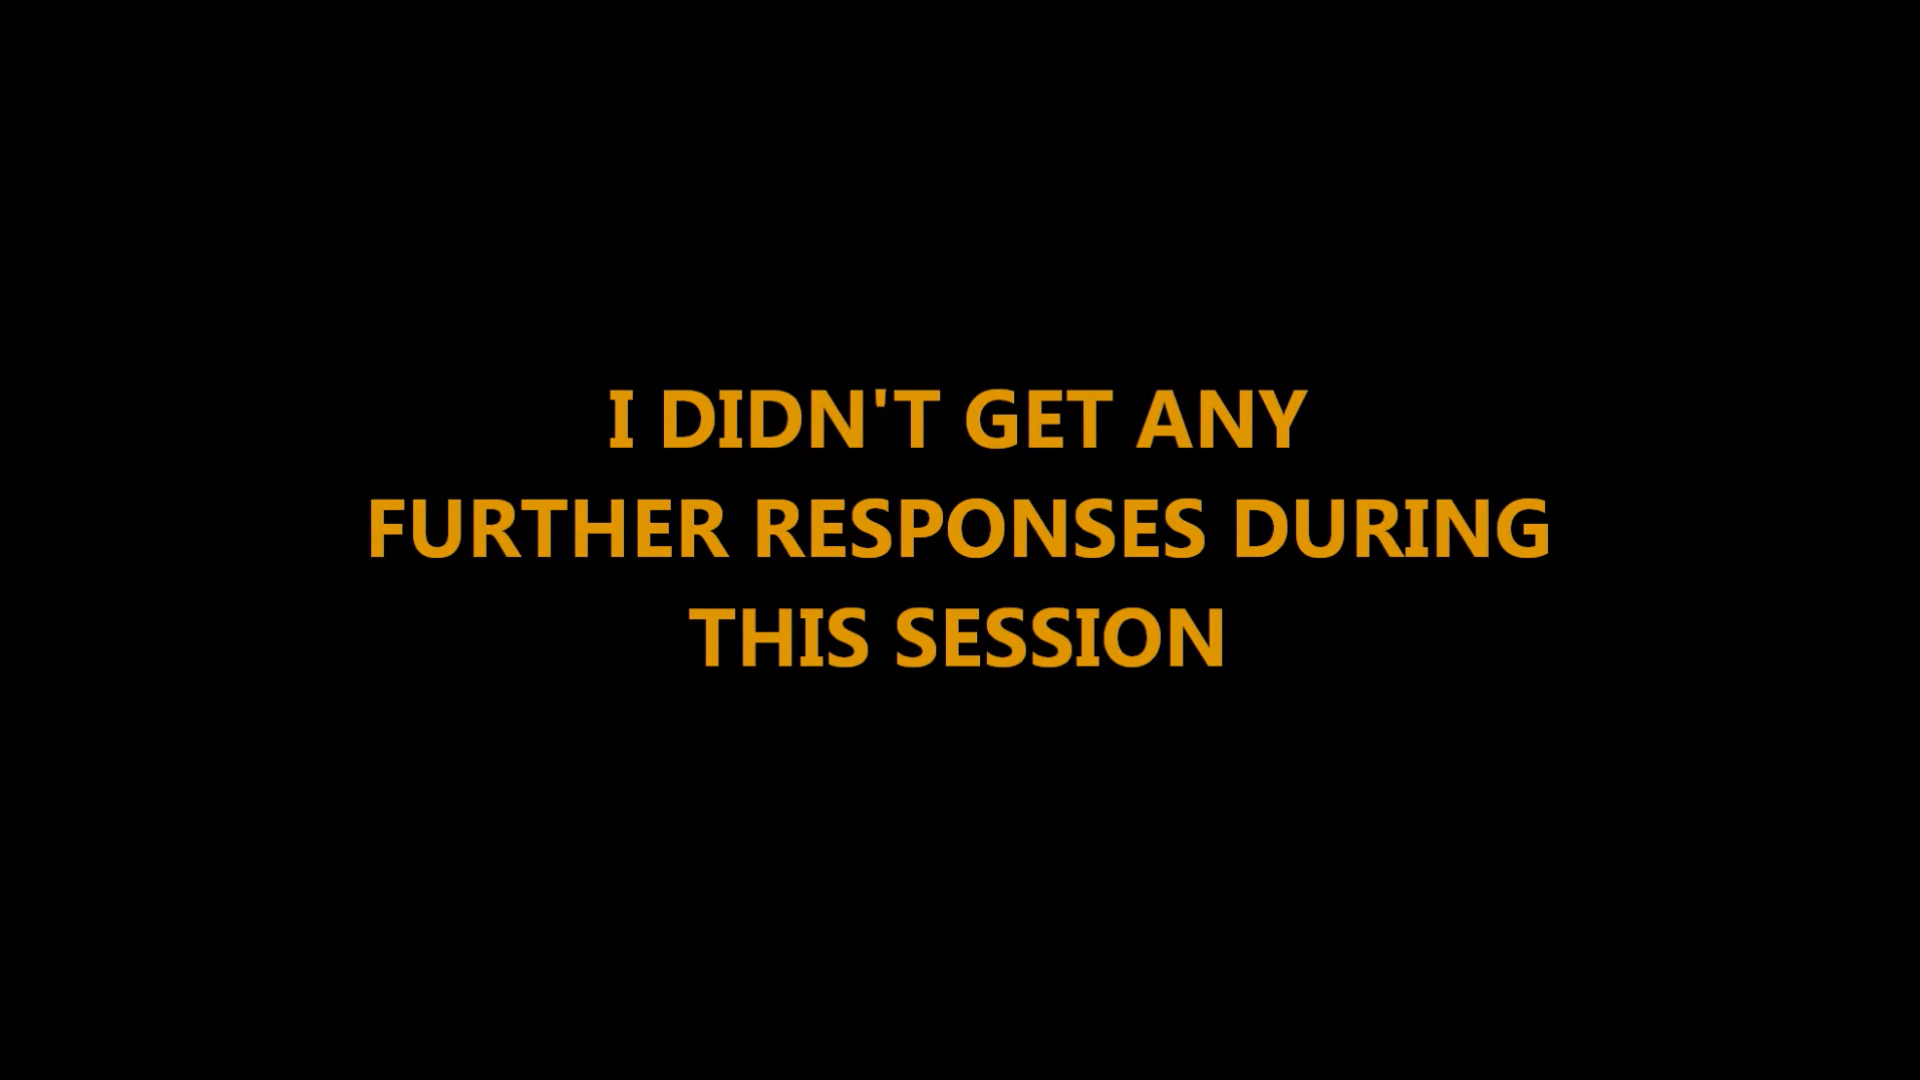 I DIDN'T GET ANY
FURTHER RESPONSES DURING
THIS SESSION